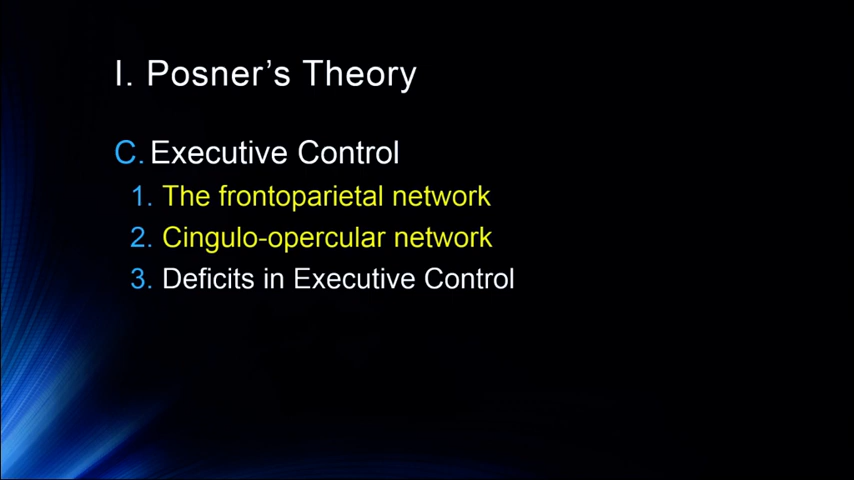 I. Posner’s Theory
C. Executive Control
1. The frontoparietal network
2. Cingulo-opercular network
3. Deficits in Executive Control